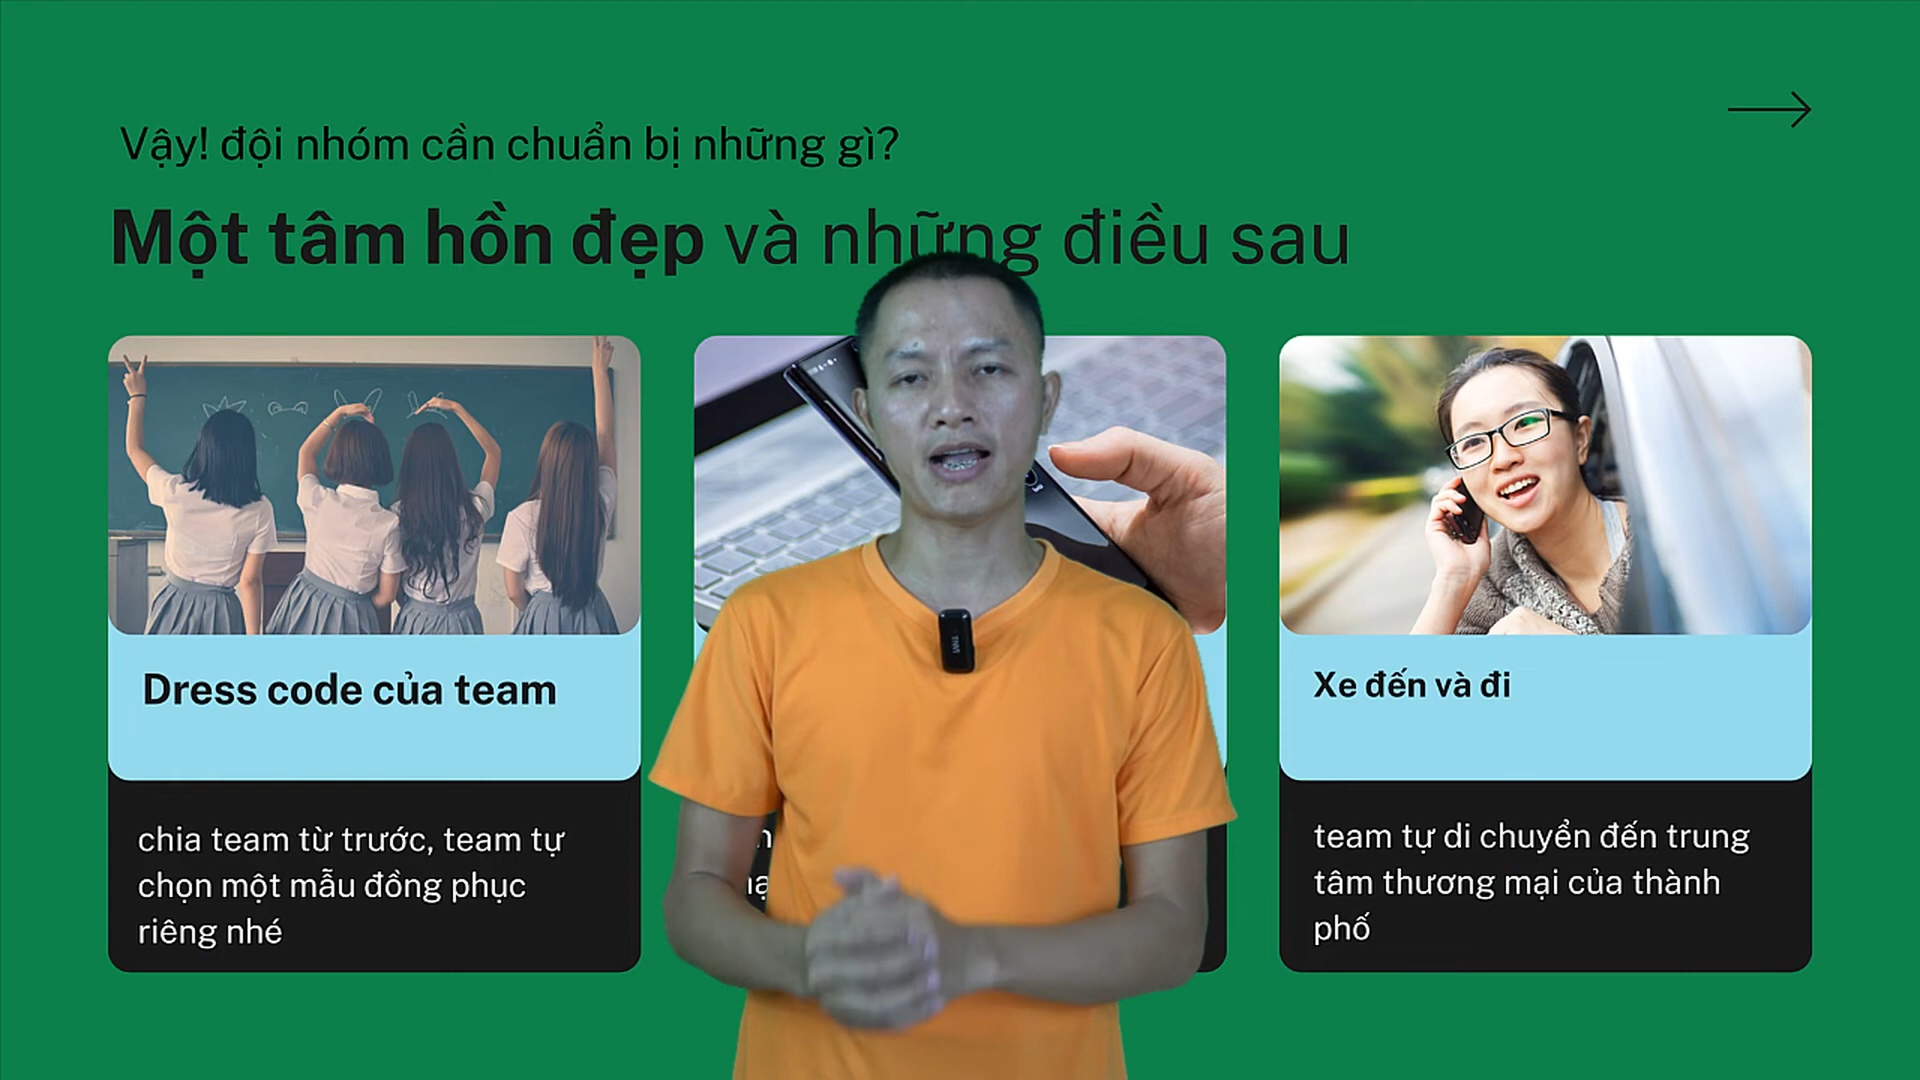 Vậy! đội nhóm cần chuẩn bị những gì?
Một tâm hồn đẹp và những điều sau
Dress code của team
chia team từ trước, team tự
chọn một mẫu đồng phục
riêng nhé
Xe đến và đi
team tự di chuyển đến trung
tâm thương mại của thành
phố